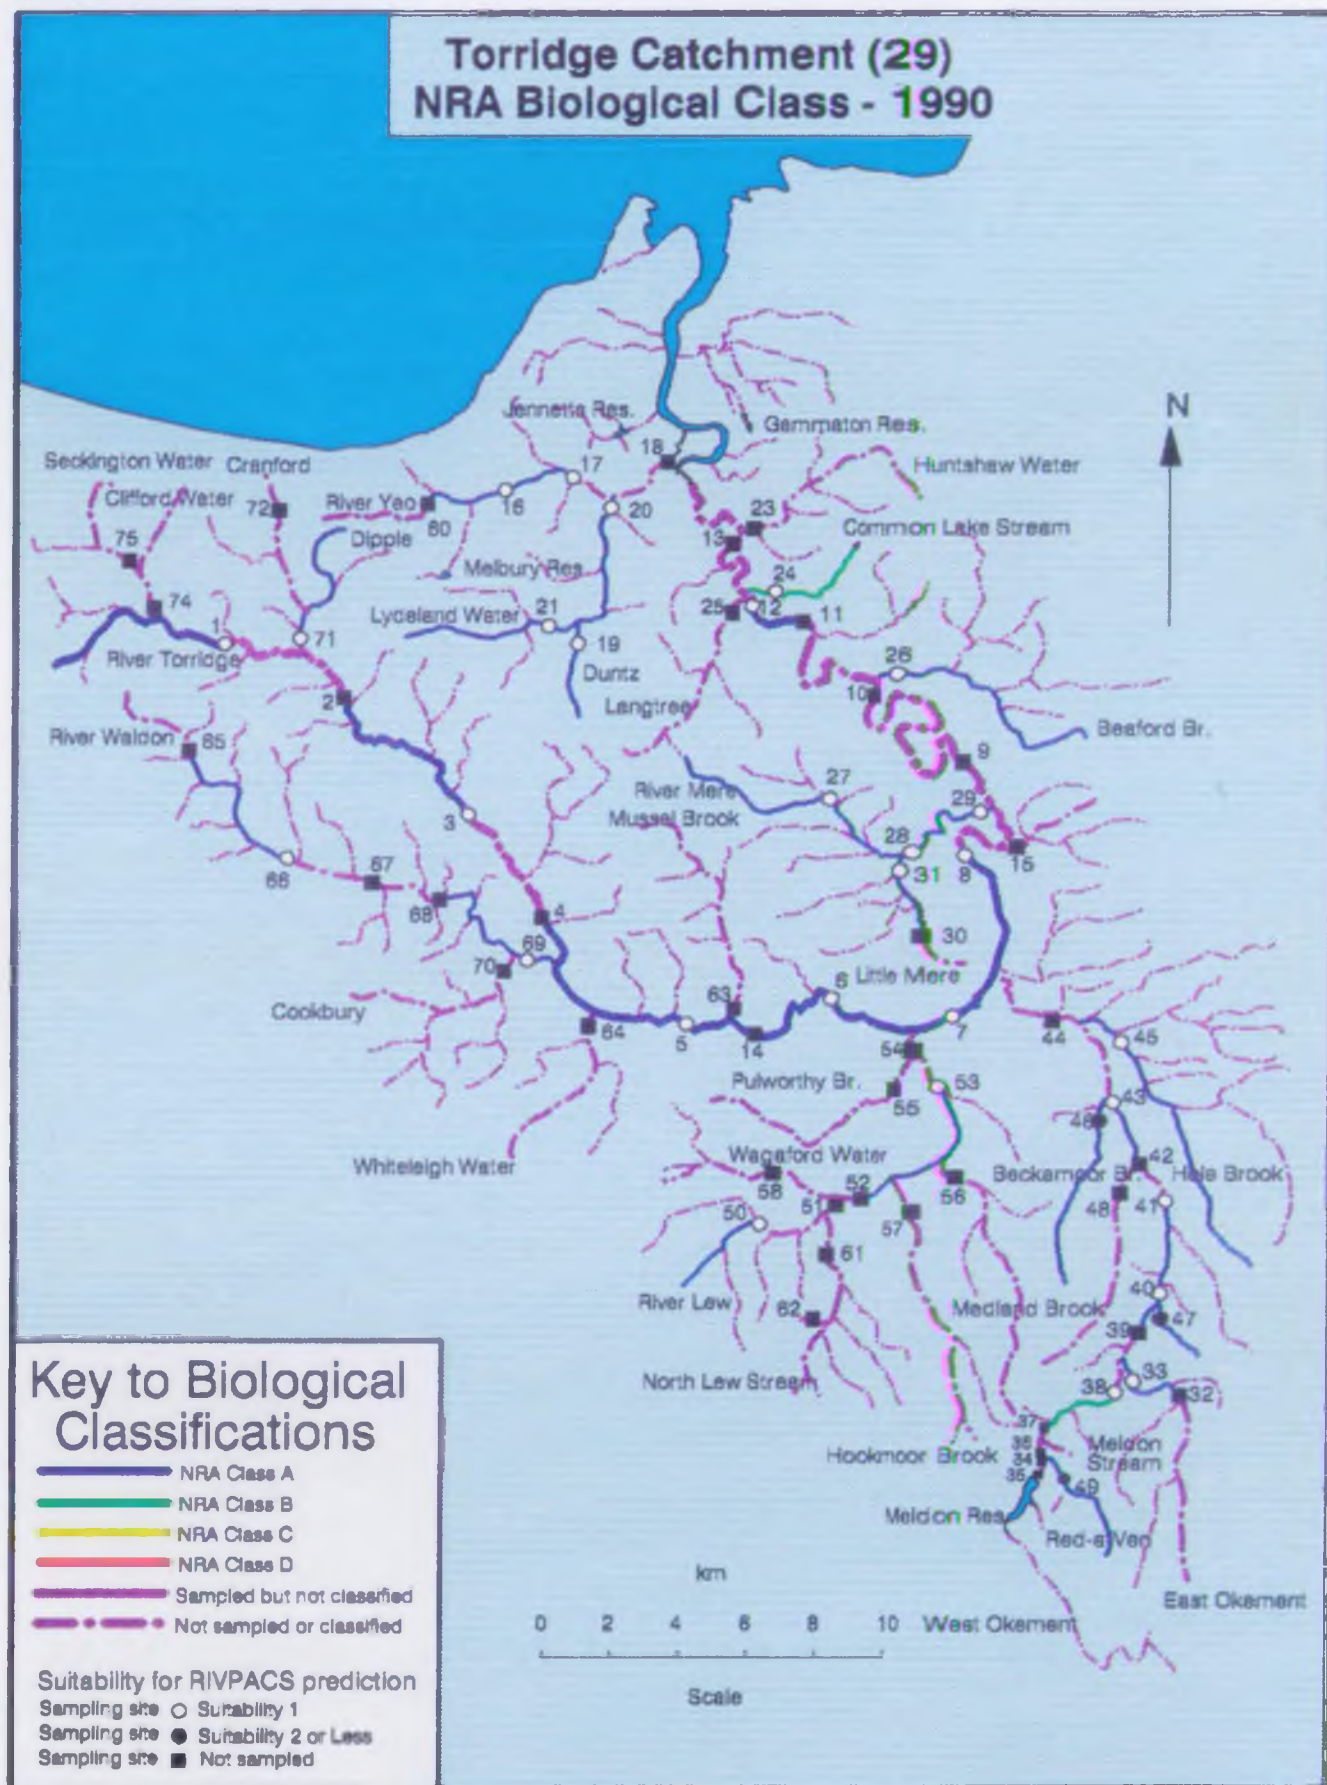 Torridge Catchment (29)
NRA Biological Class - 1990
N
Jennetts Res.
Gammaton Res.
18
Seckington Water
Cranford
17
Huntshaw Water
Clifford Water
72
River Yeo
60
16
20
23
Common Lake Stream
13
75
Dipple
Melbury Res
24
74
Lydeland Water
21
25
12
11
1
71
19
River Torridge
Duntz
26
2
Langtree
10
River Waldon
65
Beaford Br.
9
27
River Mere
29
3
Mussel Brook
28
31
8
15
66
67
68
4
30
69
70
Little Mere
6
Cookbury
63
7
64
5
14
44
45
54
Pulworthy Br.
55
53
43
46
Whiteleigh Water
Wagaford Water
42
58
52
Beckamoor Br.
Hole Brook
50
51
57
56
48
41
61
40
River Lew
62
Medland Brook
47
39
North Lew Stream
33
38
32
37
36
Hookmoor Brook
34
Meldon
Stream
35
49
Meldon Res
Red-a-Ven
km
East Okement
0 2 4 6 8 10
West Okement
Scale
Key to Biological
Classifications
NRA Class A
NRA Class B
NRA Class C
NRA Class D
Sampled but not classified
Not sampled or classified
Suitability for RIVPACS prediction
Sampling site Suitability 1
Sampling site Suitability 2 or Less
Sampling site Not sampled